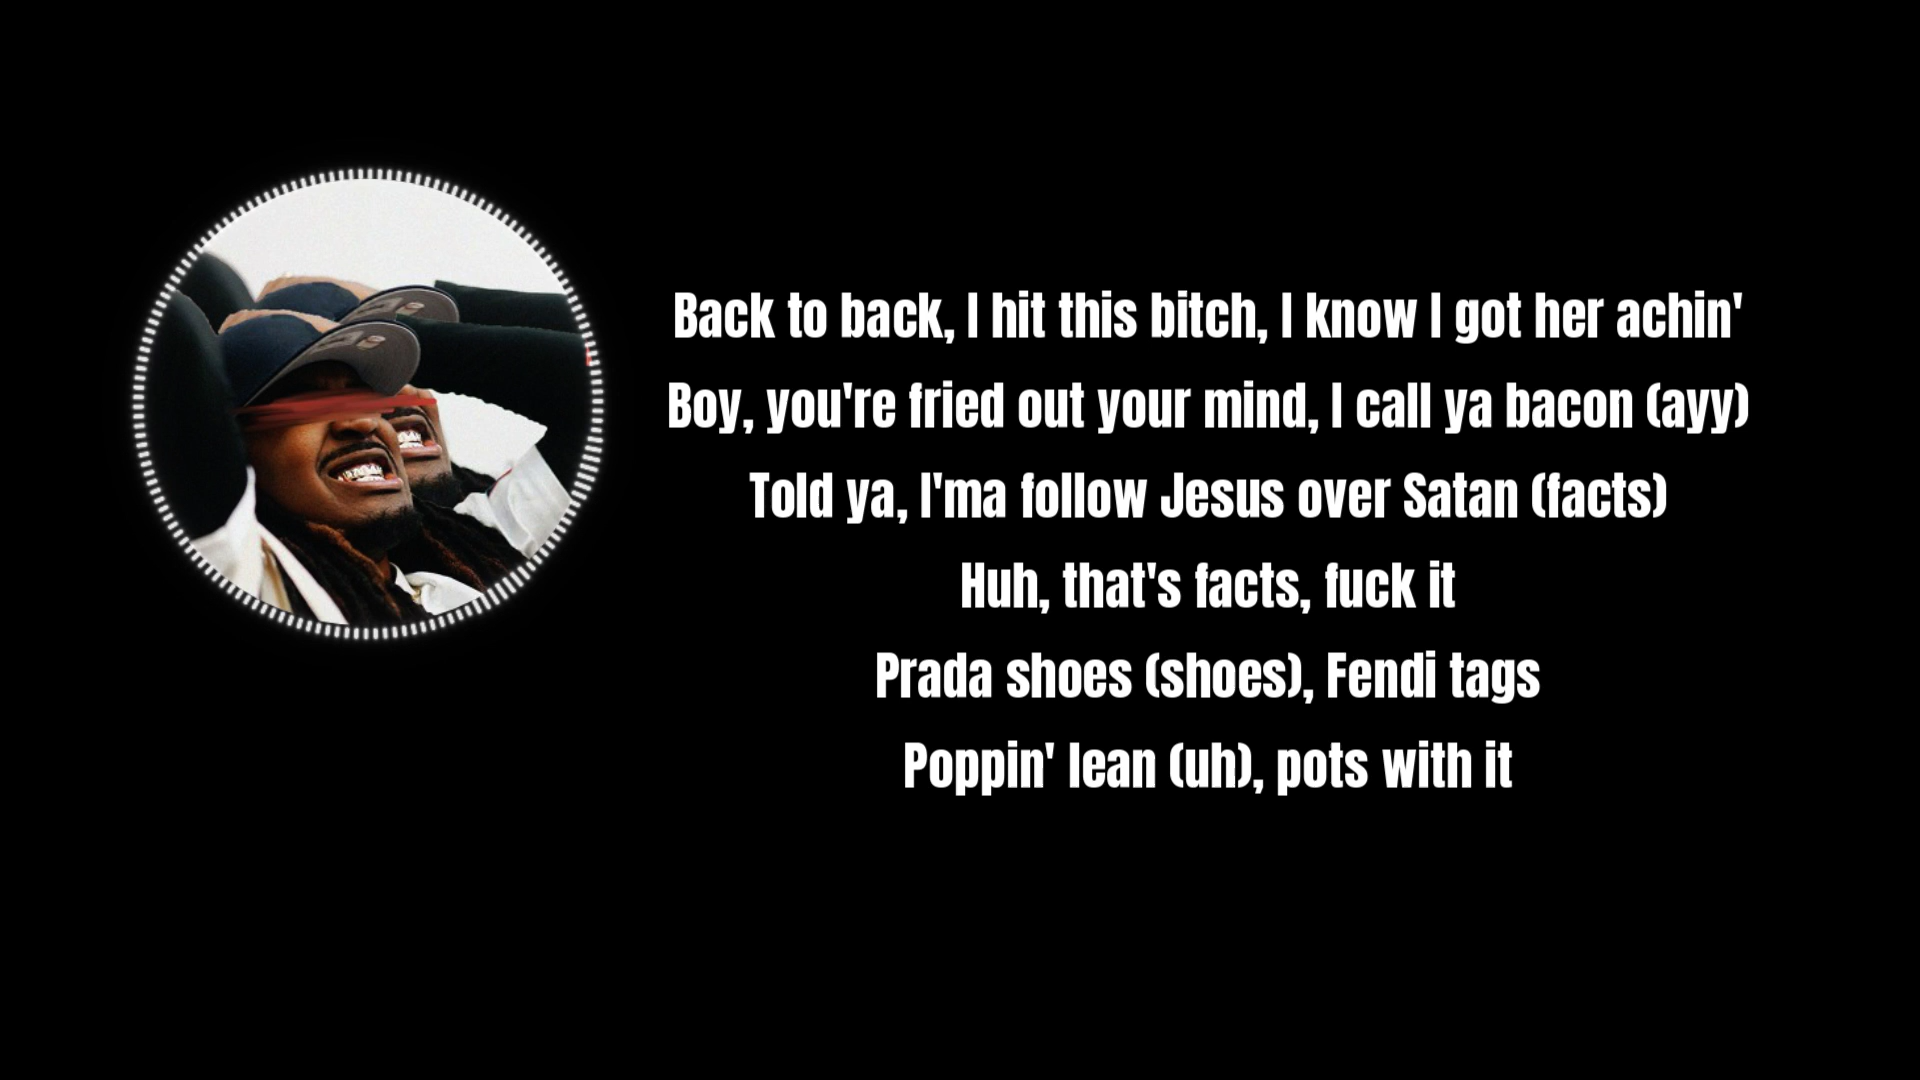 Back to back, I hit this bitch, I know I got her achin'
Boy, you're fried out your mind, I call ya bacon (ayy)
Told ya, I'ma follow Jesus over Satan (facts)
Huh, that's facts, fuck it
Prada shoes (shoes), Fendi tags
Poppin' lean (uh), pots with it